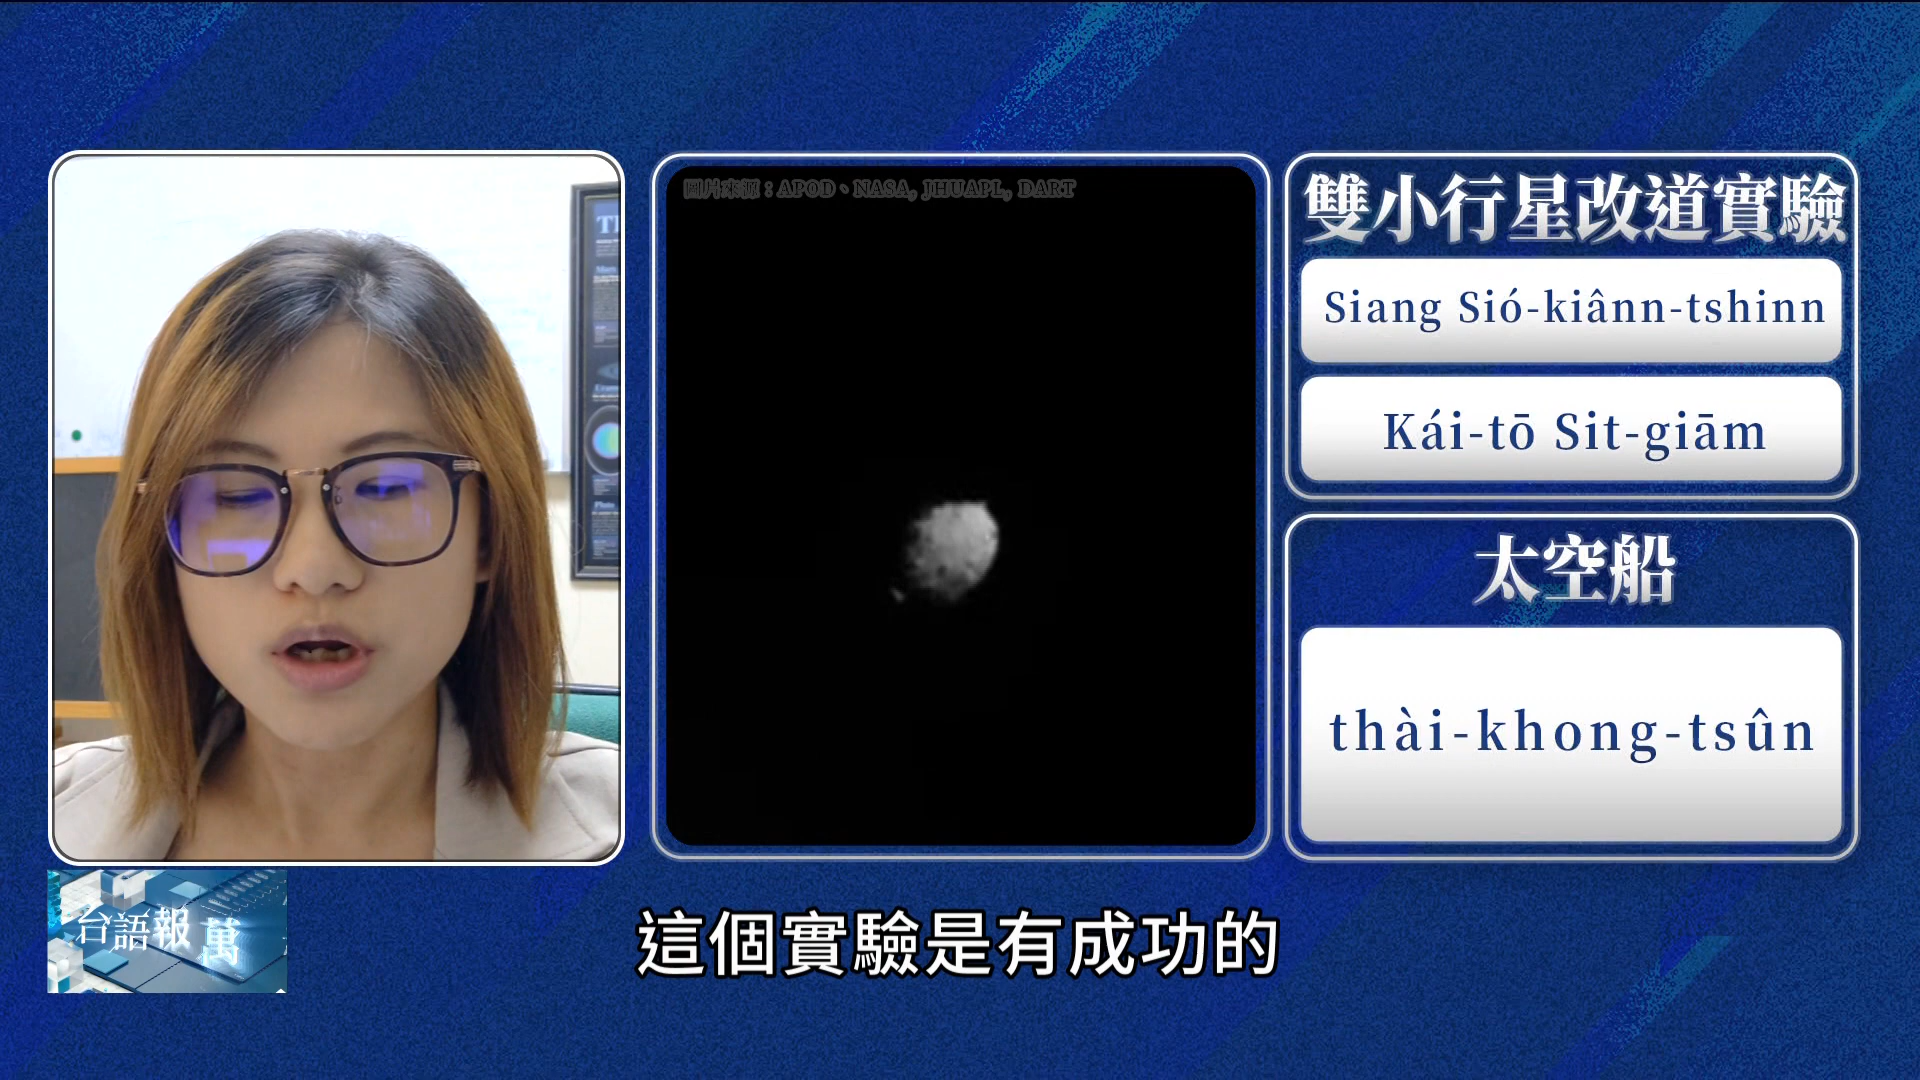 圖片來源：APOD、NASA, JHUAPL, DART
雙小行星改道實驗
Siang Sió-kiânn-tshinn
Kái-tō Si̍t-giām
太空船
thài-khong-tsûn
台語報
萬
這個實驗是有成功的